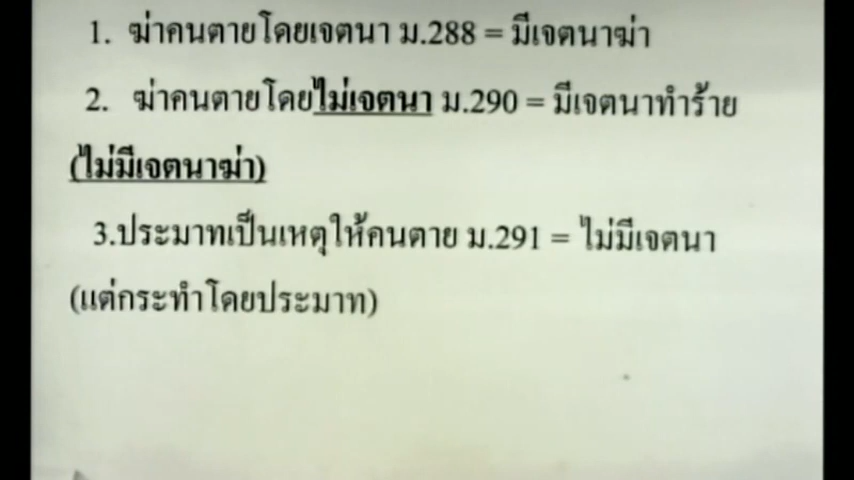 1. ฆ่าคนตายโดยเจตนา ม.288 = มีเจตนาฆ่า
2. ฆ่าคนตายโดยไม่เจตนา ม.290 = มีเจตนาทำร้าย
(ไม่มีเจตนาฆ่า)
3.ประมาทเป็นเหตุให้คนตาย ม.291 = ไม่มีเจตนา
(แต่กระทำโดยประมาท)